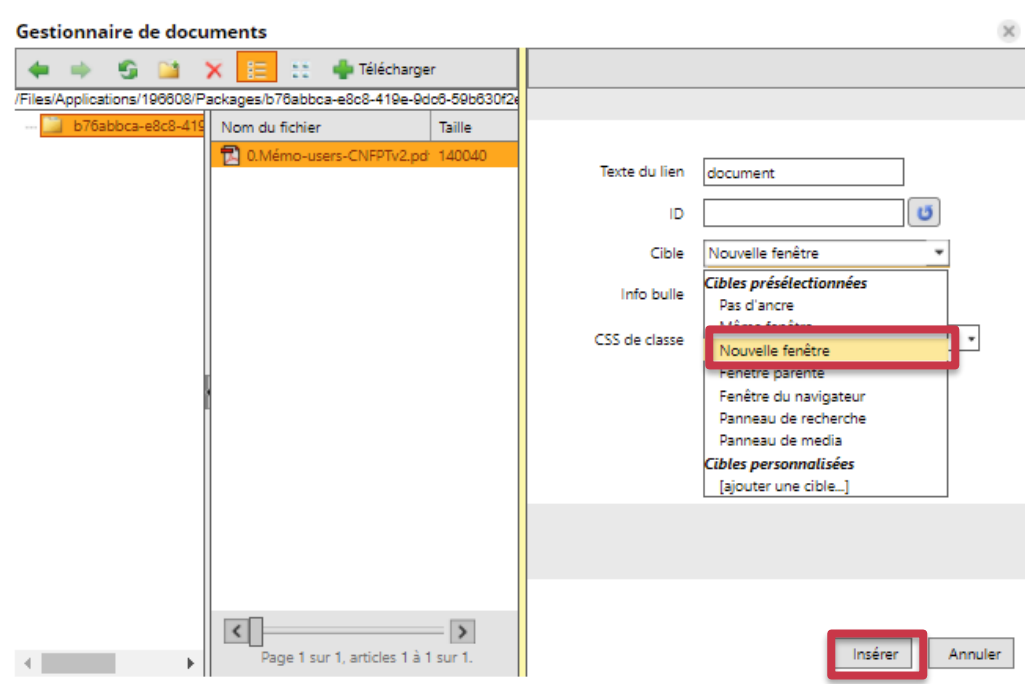 Gestionnaire de documents
Télécharger
/Files/Applications/196608/Packages/b76abbca-e8c8-419e-9dc6-59b630f2e
b76abbca-e8c8-419
Nom du fichier
Taille
0.Mémo-users-CNFPTv2.pdf
140040
Texte du lien
document
ID
Cible
Nouvelle fenêtre
Info bulle
CSS de classe
Cibles présélectionnées
Pas d'ancre
Même fenêtre
Nouvelle fenêtre
Fenêtre parente
Fenêtre du navigateur
Panneau de recherche
Panneau de media
Cibles personnalisées
[ajouter une cible...]
Page 1 sur 1, articles 1 à 1 sur 1.
Insérer
Annuler